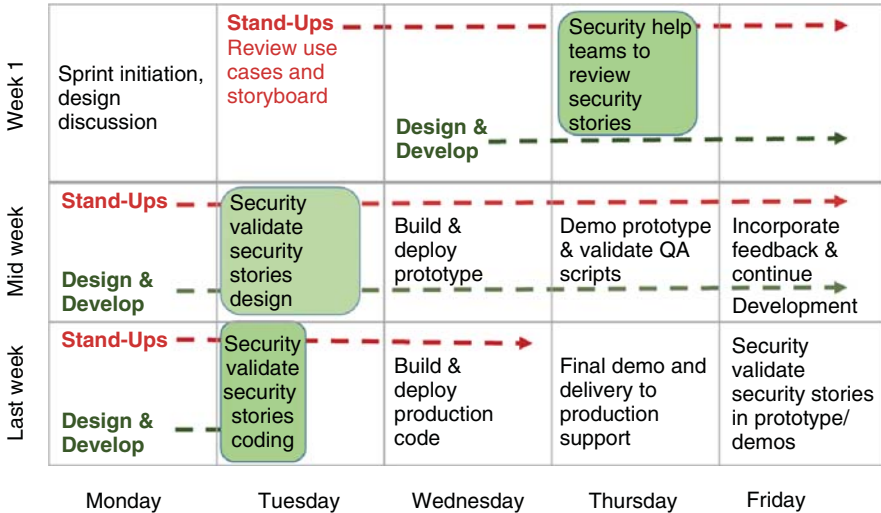 Week 1
Sprint initiation,
design
discussion
Stand-Ups
Review use
cases and
storyboard
Design &
Develop
Security help
teams to
review
security
stories
Mid week
Stand-Ups
Design &
Develop
Security
validate
security
stories
design
Build &
deploy
prototype
Demo prototype
& validate QA
scripts
Incorporate
feedback &
continue
Development
Last week
Stand-Ups
Design &
Develop
Security
validate
security
stories
coding
Build &
deploy
production
code
Final demo and
delivery to
production
support
Security
validate
security stories
in prototype/
demos
Monday
Tuesday
Wednesday
Thursday
Friday